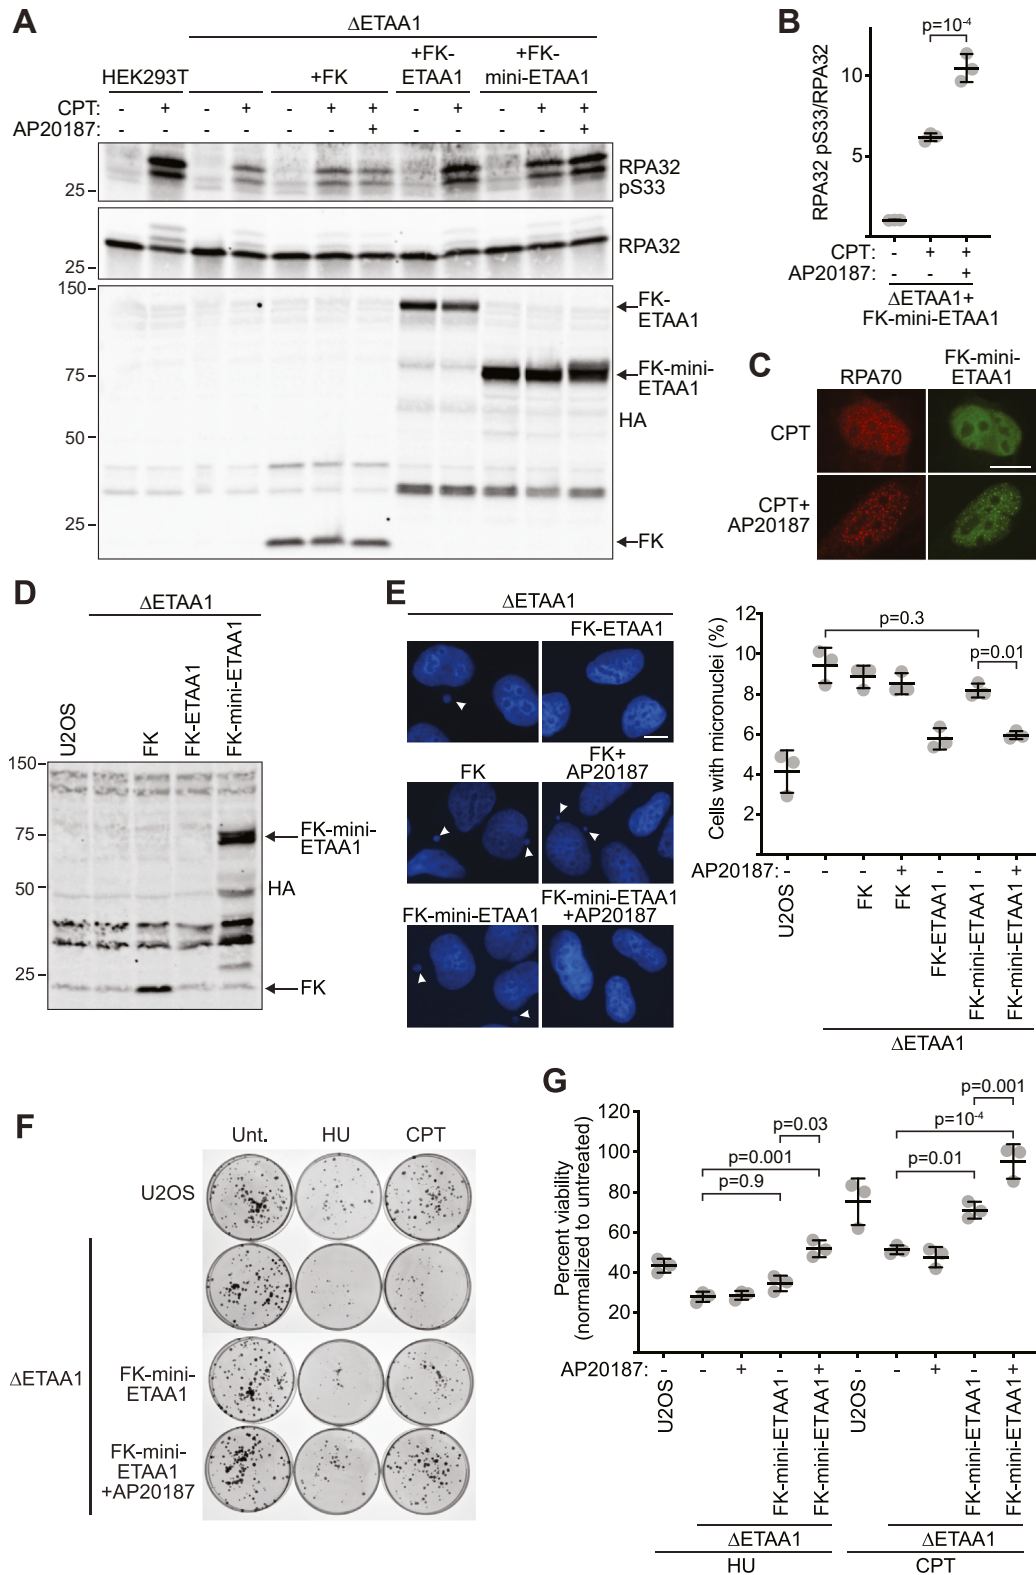 A
ΔETAA1
HEK293T
+FK
+FK-
ETAA1
+FK-
mini-ETAA1
CPT: - + - + - + + - + - + +
AP20187: - - - - - - + - - - - +
25
RPA32
pS33
25
RPA32
150
75
50
25
FK-
ETAA1
FK-mini-
ETAA1
HA
FK
B
p=10⁻⁴
RPA32 pS33/RPA32
10
5
CPT: - + +
AP20187: - - +
ΔETAA1+
FK-mini-ETAA1
C
RPA70
FK-mini-
ETAA1
CPT
CPT+
AP20187
D
ΔETAA1
U2OS
FK
FK-ETAA1
FK-mini-ETAA1
150
75
50
25
FK-mini-
ETAA1
HA
FK
E
ΔETAA1
FK-ETAA1
FK
FK+
AP20187
FK-mini-ETAA1
FK-mini-ETAA1
+AP20187
Cells with micronuclei (%)
12
10
8
6
4
2
p=0.3
p=0.01
AP20187: - - - + - - +
U2OS
FK
FK
FK-ETAA1
FK-mini-ETAA1
FK-mini-ETAA1
ΔETAA1
F
Unt.
HU
CPT
U2OS
ΔETAA1
FK-mini-
ETAA1
FK-mini-
ETAA1
+AP20187
G
Percent viability
(normalized to untreated)
120
100
80
60
40
20
p=0.03
p=0.001
p=0.9
p=0.001
p=10⁻⁴
p=0.01
AP20187: - - + - + - - + - +
U2OS
FK-mini-ETAA1
FK-mini-ETAA1
U2OS
FK-mini-ETAA1
FK-mini-ETAA1
ΔETAA1
ΔETAA1
HU
CPT